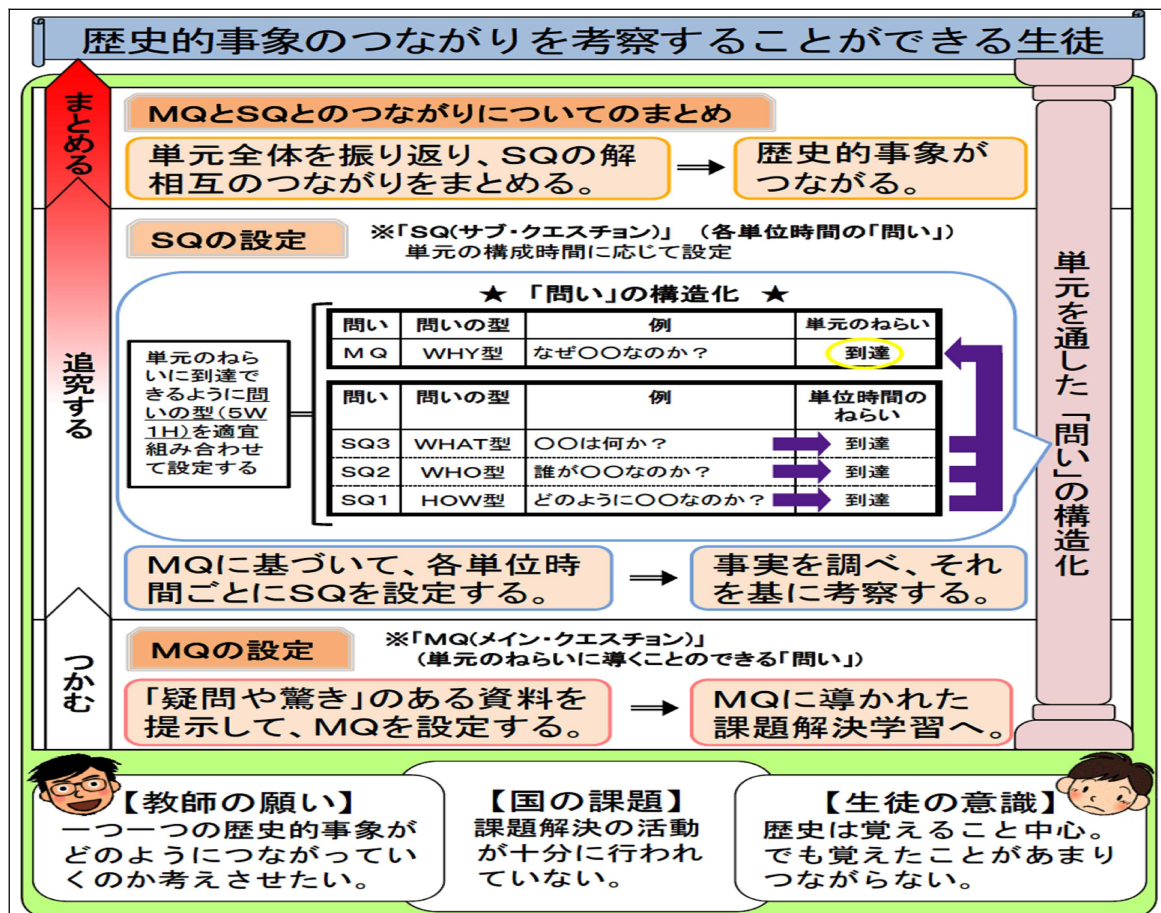 歴史的事象のつながりを考察することができる生徒
まとめる
MQとSQとのつながりについてのまとめ
単元全体を振り返り、SQの解
相互のつながりをまとめる。
⇒
歴史的事象が
つながる。
追究する
SQの設定
※「SQ(サブ・クエスチョン)」 (各単位時間の「問い」)
単元の構成時間に応じて設定
★ 「問い」の構造化 ★
単元のねら
いに到達で
きるように問
いの型(5W
1H)を適宜
組み合わせ
て設定する
問い 問いの型 例 単元のねらい
MQ WHY型 なぜ〇〇なのか? 到達
問い 問いの型 例 単位時間の
ねらい
SQ3 WHAT型 〇〇は何か? 到達
SQ2 WHO型 誰が〇〇なのか? 到達
SQ1 HOW型 どのように〇〇なのか? 到達
MQに基づいて、各単位時
間ごとにSQを設定する。
⇒
事実を調べ、それ
を基に考察する。
単元を通した「問い」の構造化
つかむ
MQの設定
※「MQ(メイン・クエスチョン)」
(単元のねらいに導くことのできる「問い」)
「疑問や驚き」のある資料を
提示して、MQを設定する。
⇒
MQに導かれた
課題解決学習へ。
【教師の願い】
一つ一つの歴史的事象が
どのようにつながってい
くのか考えさせたい。
【国の課題】
課題解決の活動
が十分に行われ
ていない。
【生徒の意識】
歴史は覚えること中心。
でも覚えたことがあまり
つながらない。